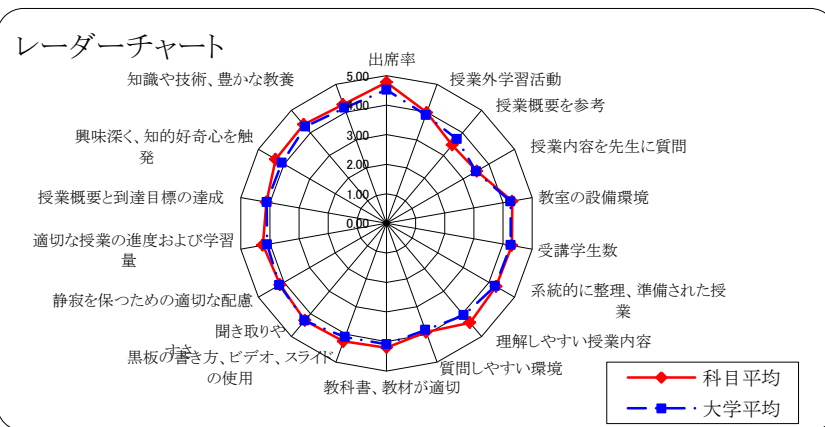 レーダーチャート
出席率
授業外学習活動
授業概要を参考
授業内容を先生に質問
教室の設備環境
受講学生数
系統的に整理、準備された授
業
理解しやすい授業内容
質問しやすい環境
教科書、教材が適切
黒板の書き方、ビデオ、スライド
の使用
聞き取りや
すさ
静寂を保つための適切な配慮
適切な授業の進度および学習
量
授業概要と到達目標の達成
興味深く、知的好奇心を触
発
知識や技術、豊かな教養
5.00
4.00
3.00
2.00
1.00
0.00
科目平均
大学平均